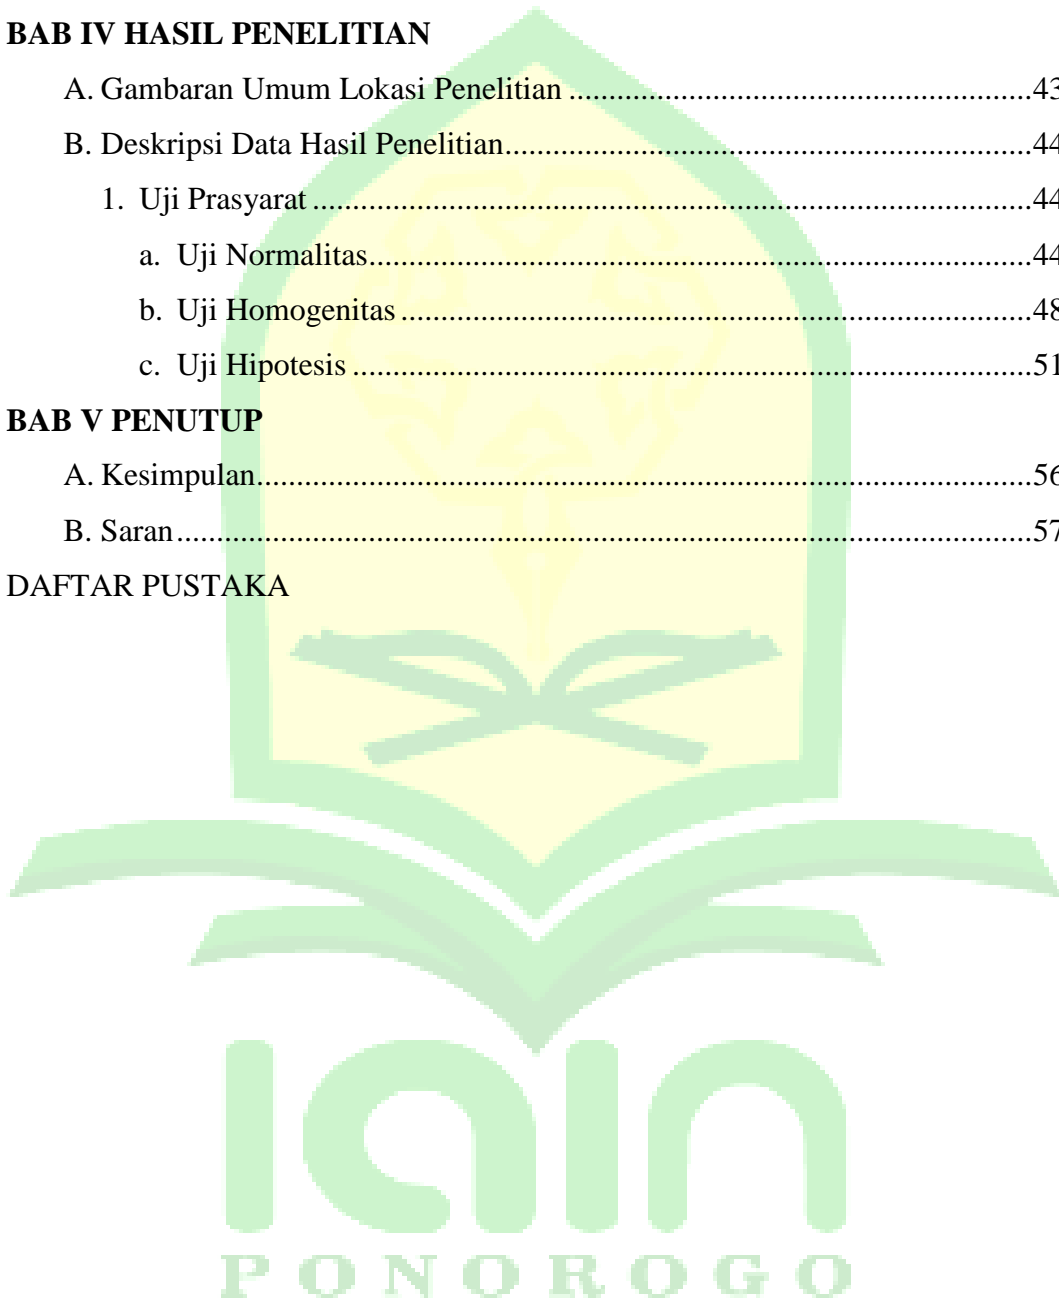 BAB IV HASIL PENELITIAN
A. Gambaran Umum Lokasi Penelitian ..........................................................43
B. Deskripsi Data Hasil Penelitian..................................................................44
1. Uji Prasyarat ..........................................................................................44
a. Uji Normalitas...................................................................................44
b. Uji Homogenitas ...............................................................................48
c. Uji Hipotesis .....................................................................................51
BAB V PENUTUP
A. Kesimpulan.................................................................................................56
B. Saran...........................................................................................................57
DAFTAR PUSTAKA
iain
PONOROGO